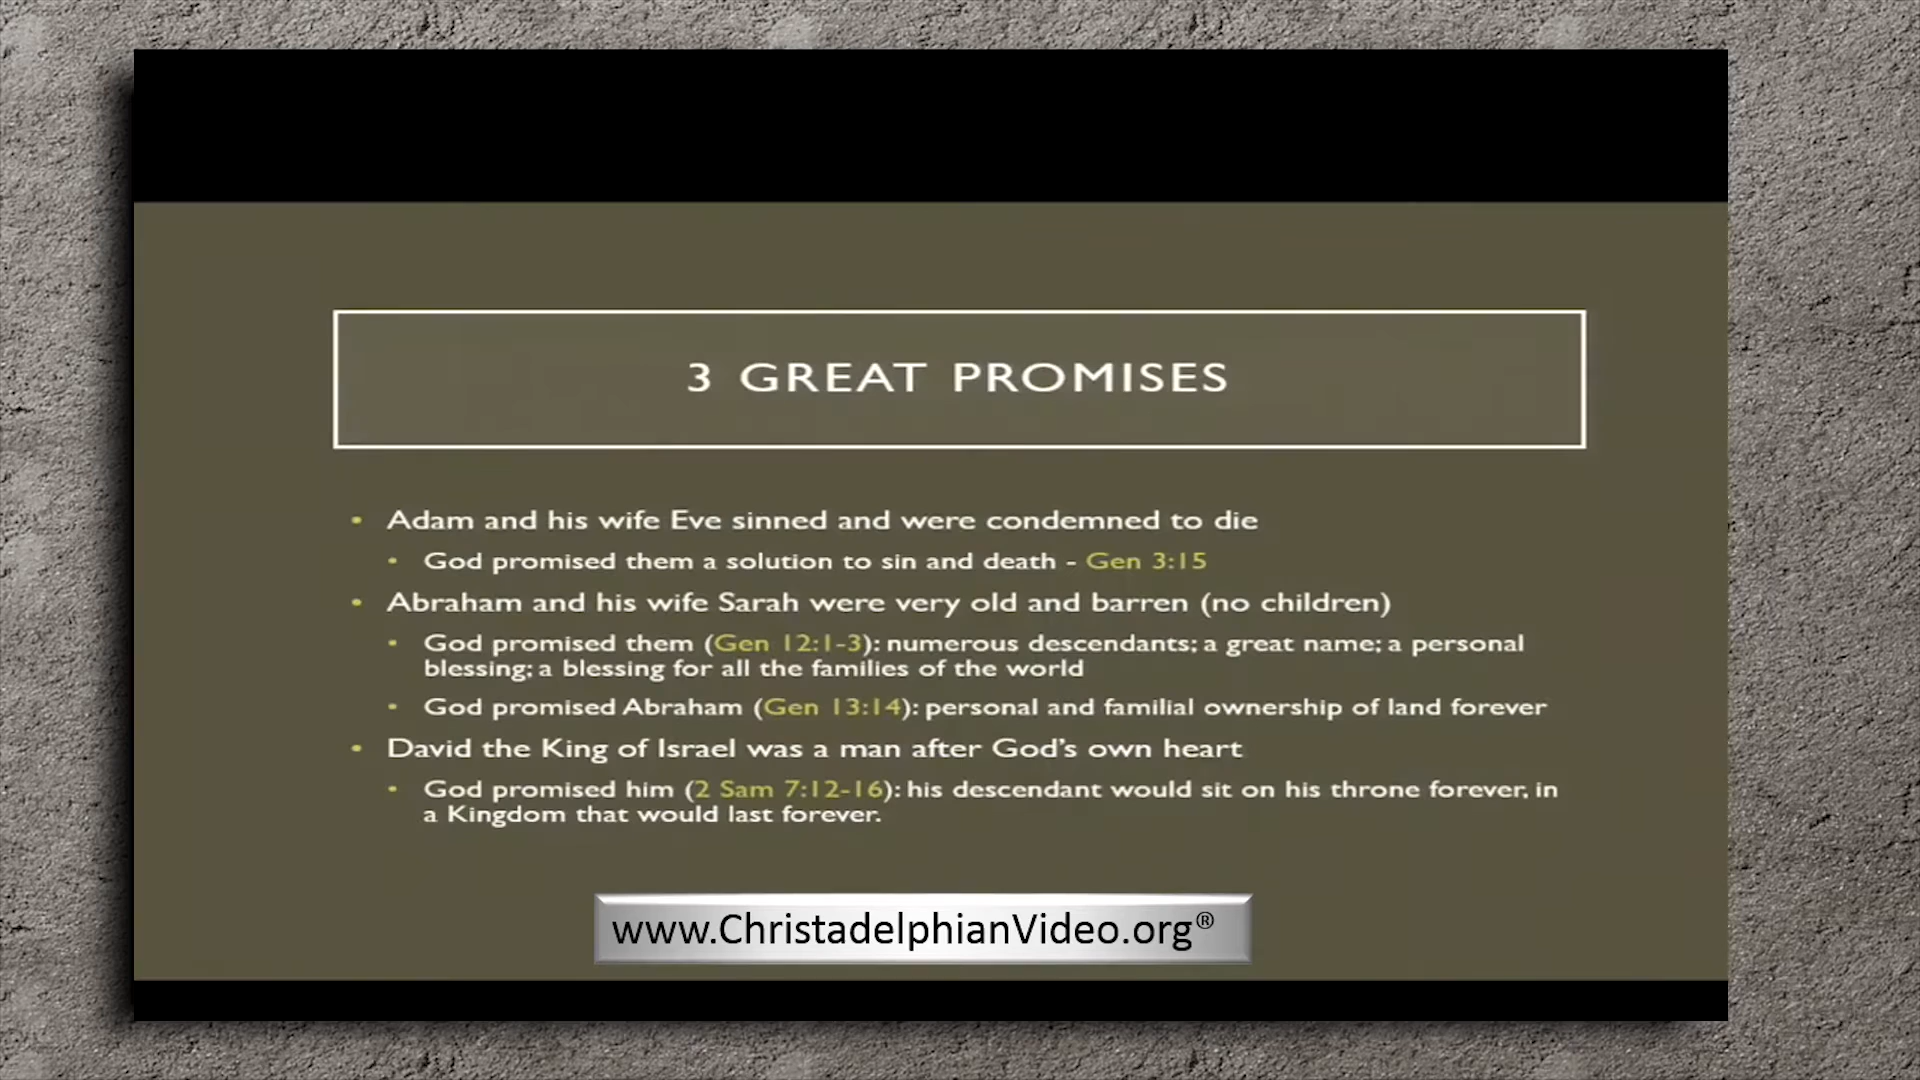 3 GREAT PROMISES
• Adam and his wife Eve sinned and were condemned to die
• God promised them a solution to sin and death - Gen 3:15
• Abraham and his wife Sarah were very old and barren (no children)
• God promised them (Gen 12:1-3): numerous descendants; a great name; a personal
blessing; a blessing for all the families of the world
• God promised Abraham (Gen 13:14): personal and familial ownership of land forever
• David the King of Israel was a man after God's own heart
• God promised him (2 Sam 7:12-16): his descendant would sit on his throne forever, in
a Kingdom that would last forever.
www.ChristadelphianVideo.org®